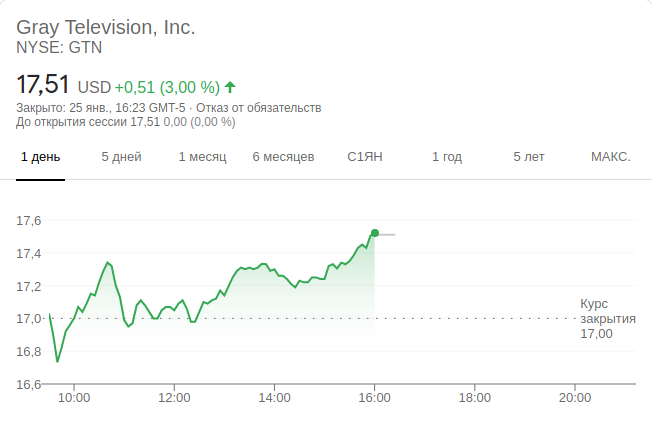 Gray Television, Inc.
NYSE: GTN
17,51 USD +0,51 (3,00 %)
Закрыто: 25 янв., 16:23 GMT-5 · Отказ от обязательств
До открытия сессии 17,51 0,00 (0,00 %)
1 день 5 дней 1 месяц 6 месяцев С1ЯН 1 год 5 лет МАКС.
17,6
17,4
17,2
17,0
16,8
16,6
Курс
закрытия
17,00
10:00 12:00 14:00 16:00 18:00 20:00